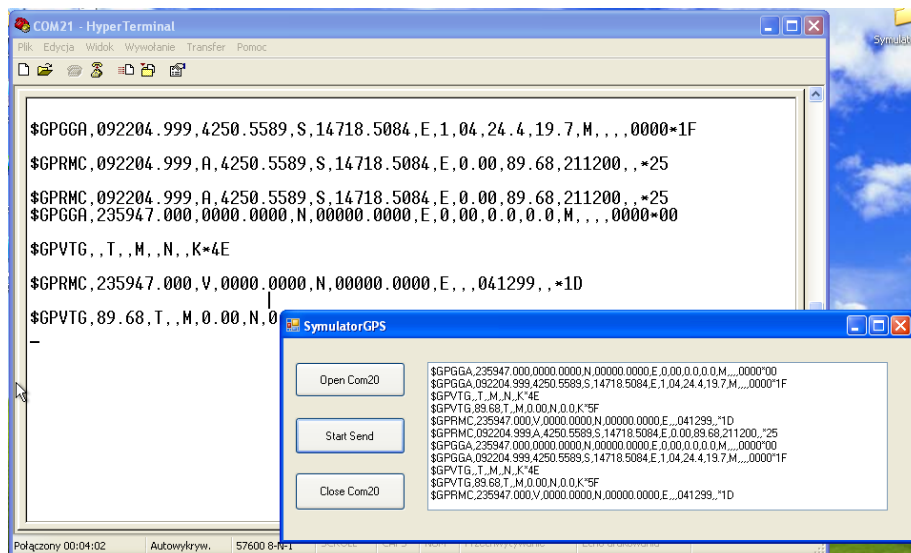 COM21 - HyperTerminal
Plik Edycja Widok Wywołanie Transfer Pomoc
$GPGGA,092204.999,4250.5589,S,14718.5084,E,1,04,24.4,19.7,M,,,,0000*1F
$GPRMC,092204.999,A,4250.5589,S,14718.5084,E,0.00,89.68,211200,,*25
$GPRMC,092204.999,A,4250.5589,S,14718.5084,E,0.00,89.68,211200,,*25
$GPGGA,235947.000,0000.0000,N,00000.0000,E,0,00,0.0,0.0,M,,,,0000*00
$GPVTG,,T,,M,,N,,K*4E
$GPRMC,235947.000,V,0000.0000,N,00000.0000,E,,,041299,,*1D
$GPVTG,89.68,T,,M,0.00,N,0
SymulatorGPS
Open Com20
Start Send
Close Com20
$GPGGA,235947.000,0000.0000,N,00000.0000,E,0,00,0.0,0.0,M,,,,0000*00
$GPGGA,092204.999,4250.5589,S,14718.5084,E,1,04,24.4,19.7,M,,,,0000*1F
$GPVTG,,T,,M,,N,,K*4E
$GPVTG,89.68,T,,M,0.00,N,0.0,K*5F
$GPRMC,235947.000,V,0000.0000,N,00000.0000,E,,,041299,,*1D
$GPRMC,092204.999,A,4250.5589,S,14718.5084,E,0.00,89.68,211200,,*25
$GPGGA,235947.000,0000.0000,N,00000.0000,E,0,00,0.0,0.0,M,,,,0000*00
$GPGGA,092204.999,4250.5589,S,14718.5084,E,1,04,24.4,19.7,M,,,,0000*1F
$GPVTG,,T,,M,,N,,K*4E
$GPVTG,89.68,T,,M,0.00,N,0.0,K*5F
$GPRMC,235947.000,V,0000.0000,N,00000.0000,E,,,041299,,*1D
Połączony 00:04:02 Autowykryw. 57600 8-N-1